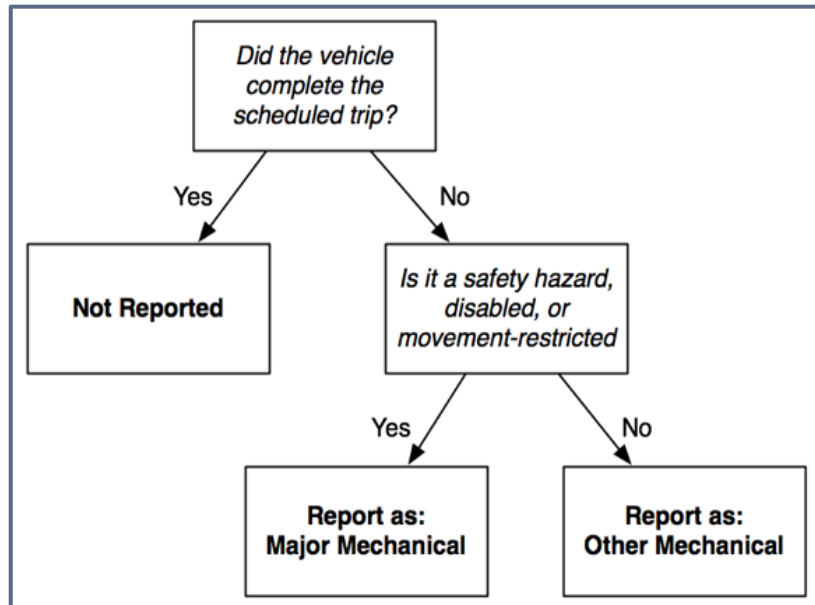 Did the vehicle
complete the
scheduled trip?
Yes
No
Not Reported
Is it a safety hazard,
disabled, or
movement-restricted
Yes
No
Report as:
Major Mechanical
Report as:
Other Mechanical